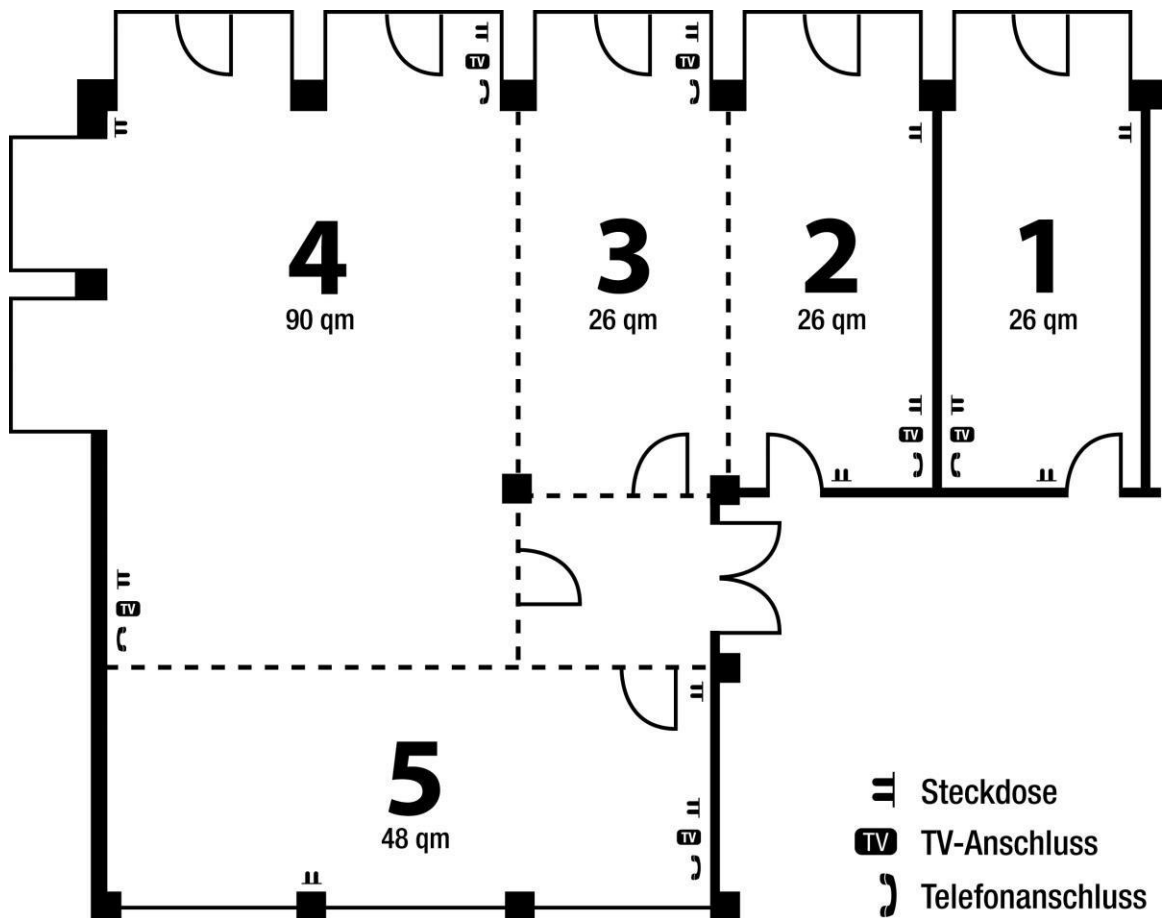 TV
TV
4
90 qm
3
26 qm
2
26 qm
1
26 qm
TV
TV
TV
5
48 qm
TV
Steckdose
TV TV-Anschluss
Telefonanschluss